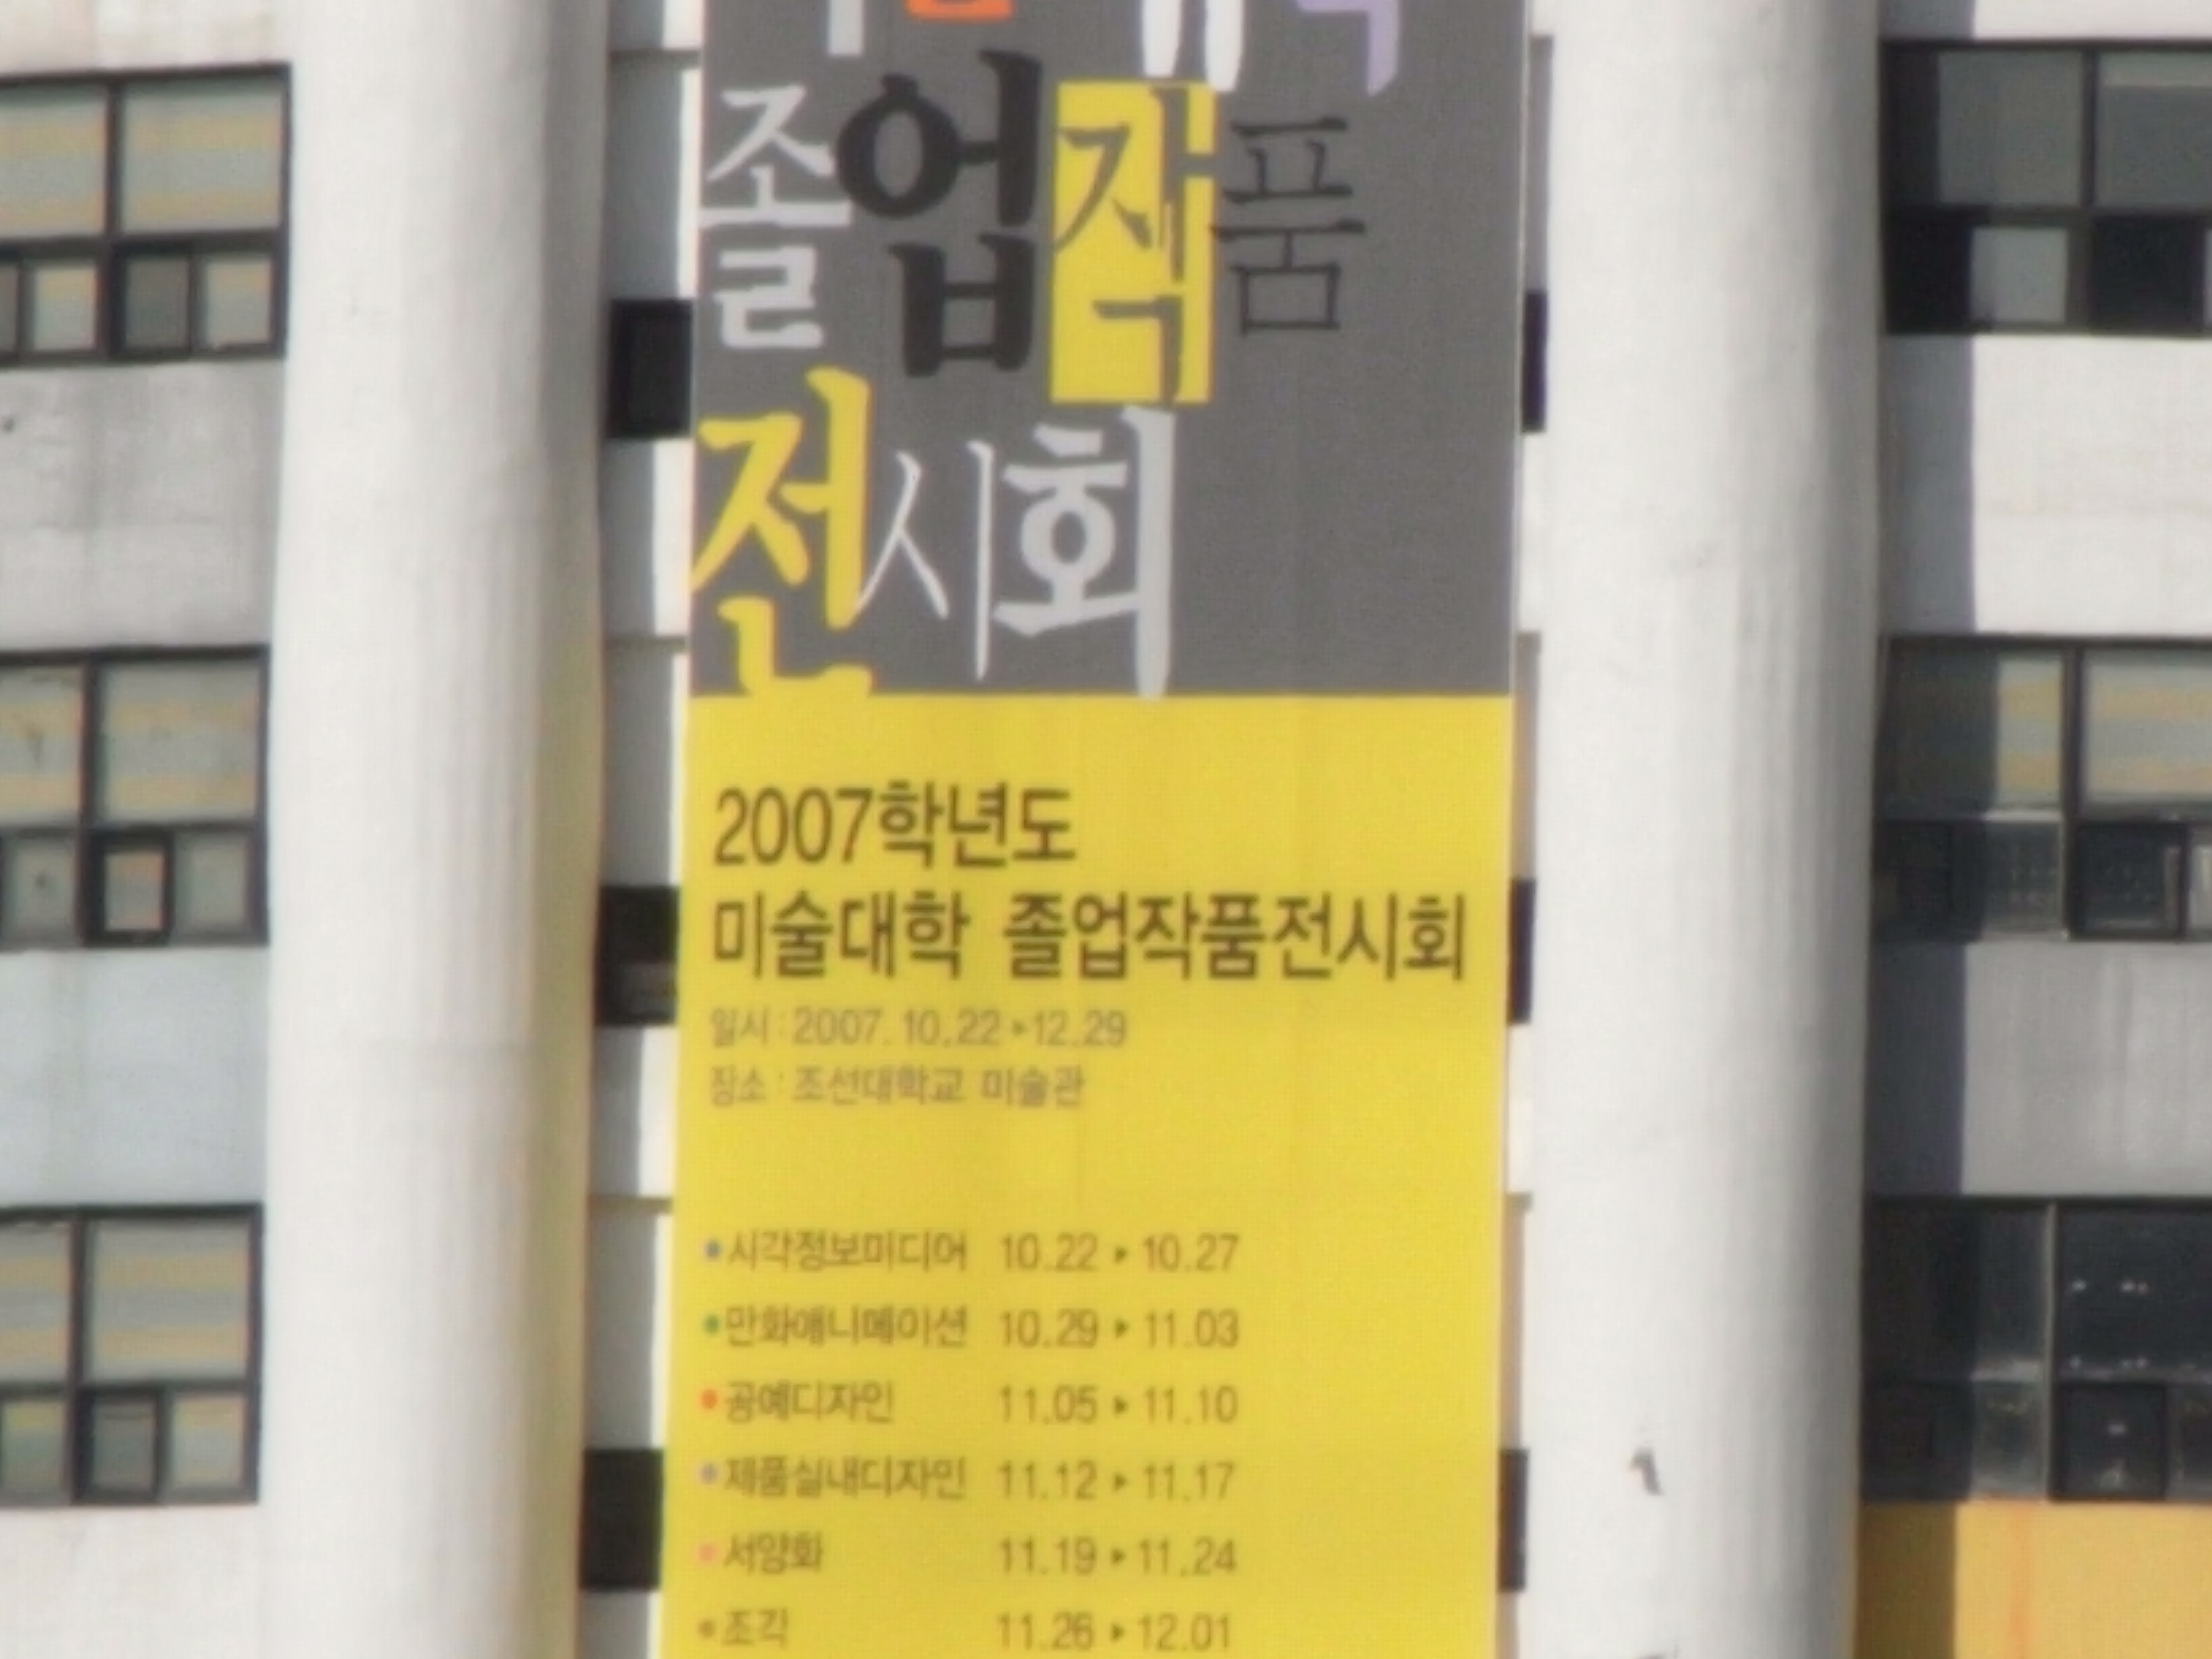 졸업작품
전시회
2007학년도
미술대학 졸업작품전시회
일시 : 2007. 10.22 ▸ 12.29
장소 : 조선대학교 미술관
•시각정보미디어 10.22 ▸ 10.27
•만화애니메이션 10.29 ▸ 11.03
•공예디자인 11.05 ▸ 11.10
•제품실내디자인 11.12 ▸ 11.17
•서양화 11.19 ▸ 11.24
•조각 11.26 ▸ 12.01